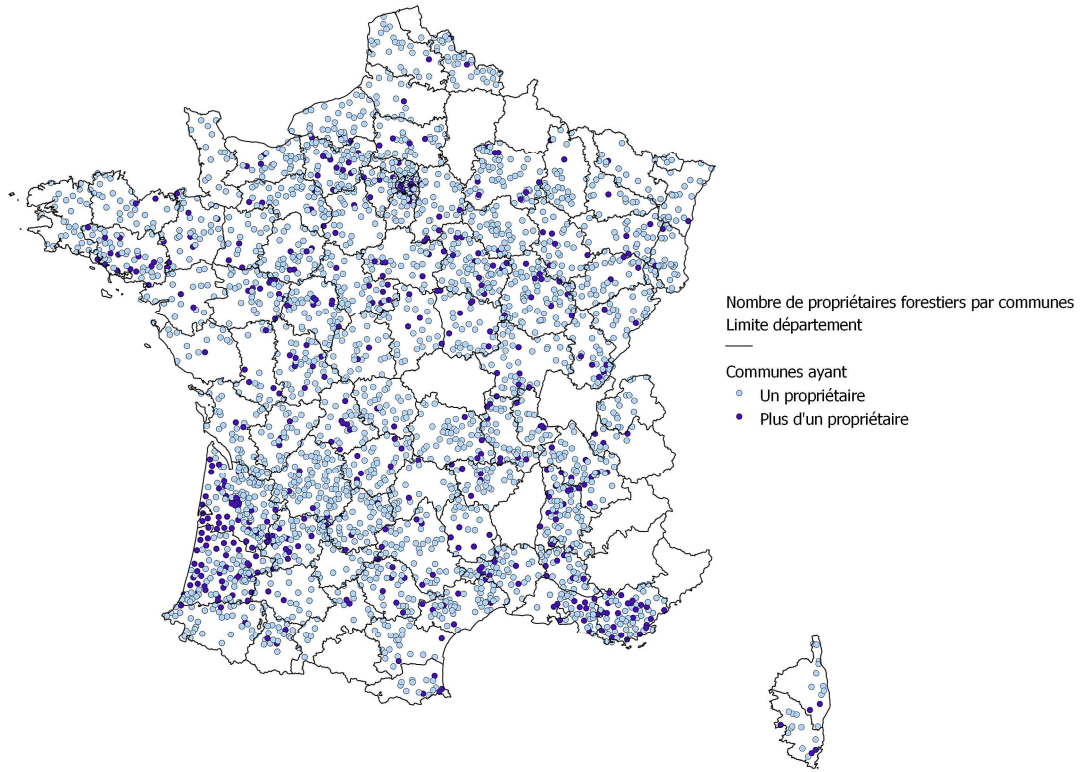 Nombre de propriétaires forestiers par communes
Limite département
Communes ayant
Un propriétaire
Plus d'un propriétaire